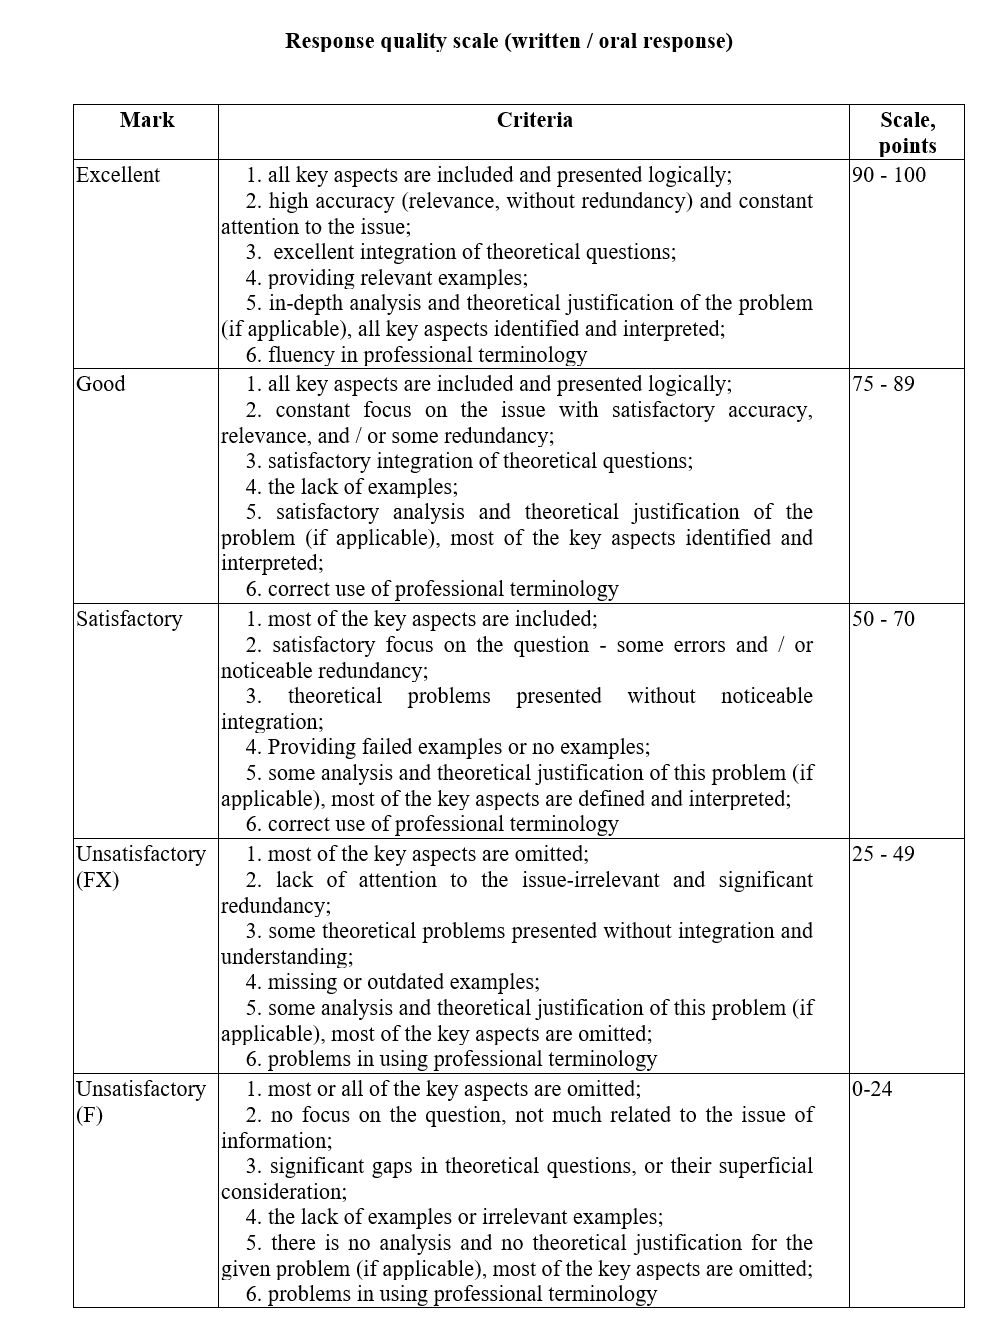 Response quality scale (written / oral response)
Mark
Criteria
Scale,
points
Excellent
1. all key aspects are included and presented logically;
2. high accuracy (relevance, without redundancy) and constant
attention to the issue;
3. excellent integration of theoretical questions;
4. providing relevant examples;
5. in-depth analysis and theoretical justification of the problem
(if applicable), all key aspects identified and interpreted;
6. fluency in professional terminology
90 - 100
Good
1. all key aspects are included and presented logically;
2. constant focus on the issue with satisfactory accuracy,
relevance, and / or some redundancy;
3. satisfactory integration of theoretical questions;
4. the lack of examples;
5. satisfactory analysis and theoretical justification of the
problem (if applicable), most of the key aspects identified and
interpreted;
6. correct use of professional terminology
75 - 89
Satisfactory
1. most of the key aspects are included;
2. satisfactory focus on the question - some errors and / or
noticeable redundancy;
3. theoretical problems presented without noticeable
integration;
4. Providing failed examples or no examples;
5. some analysis and theoretical justification of this problem (if
applicable), most of the key aspects are defined and interpreted;
6. correct use of professional terminology
50 - 70
Unsatisfactory
(FX)
1. most of the key aspects are omitted;
2. lack of attention to the issue-irrelevant and significant
redundancy;
3. some theoretical problems presented without integration and
understanding;
4. missing or outdated examples;
5. some analysis and theoretical justification of this problem (if
applicable), most of the key aspects are omitted;
6. problems in using professional terminology
25 - 49
Unsatisfactory
(F)
1. most or all of the key aspects are omitted;
2. no focus on the question, not much related to the issue of
information;
3. significant gaps in theoretical questions, or their superficial
consideration;
4. the lack of examples or irrelevant examples;
5. there is no analysis and no theoretical justification for the
given problem (if applicable), most of the key aspects are omitted;
6. problems in using professional terminology
0-24